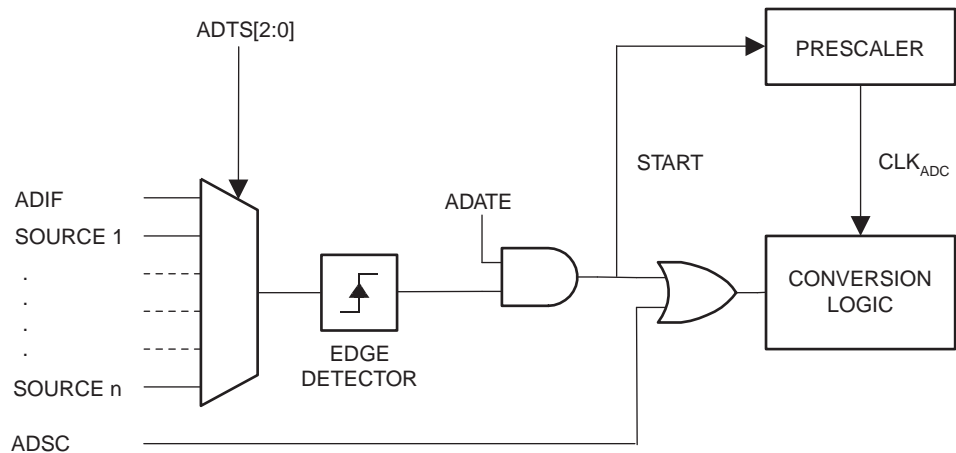 ADTS[2:0]
PRESCALER
START
CLKADC
ADIF
ADATE
SOURCE 1
.
.
.
.
CONVERSION
LOGIC
EDGE
DETECTOR
SOURCE n
ADSC